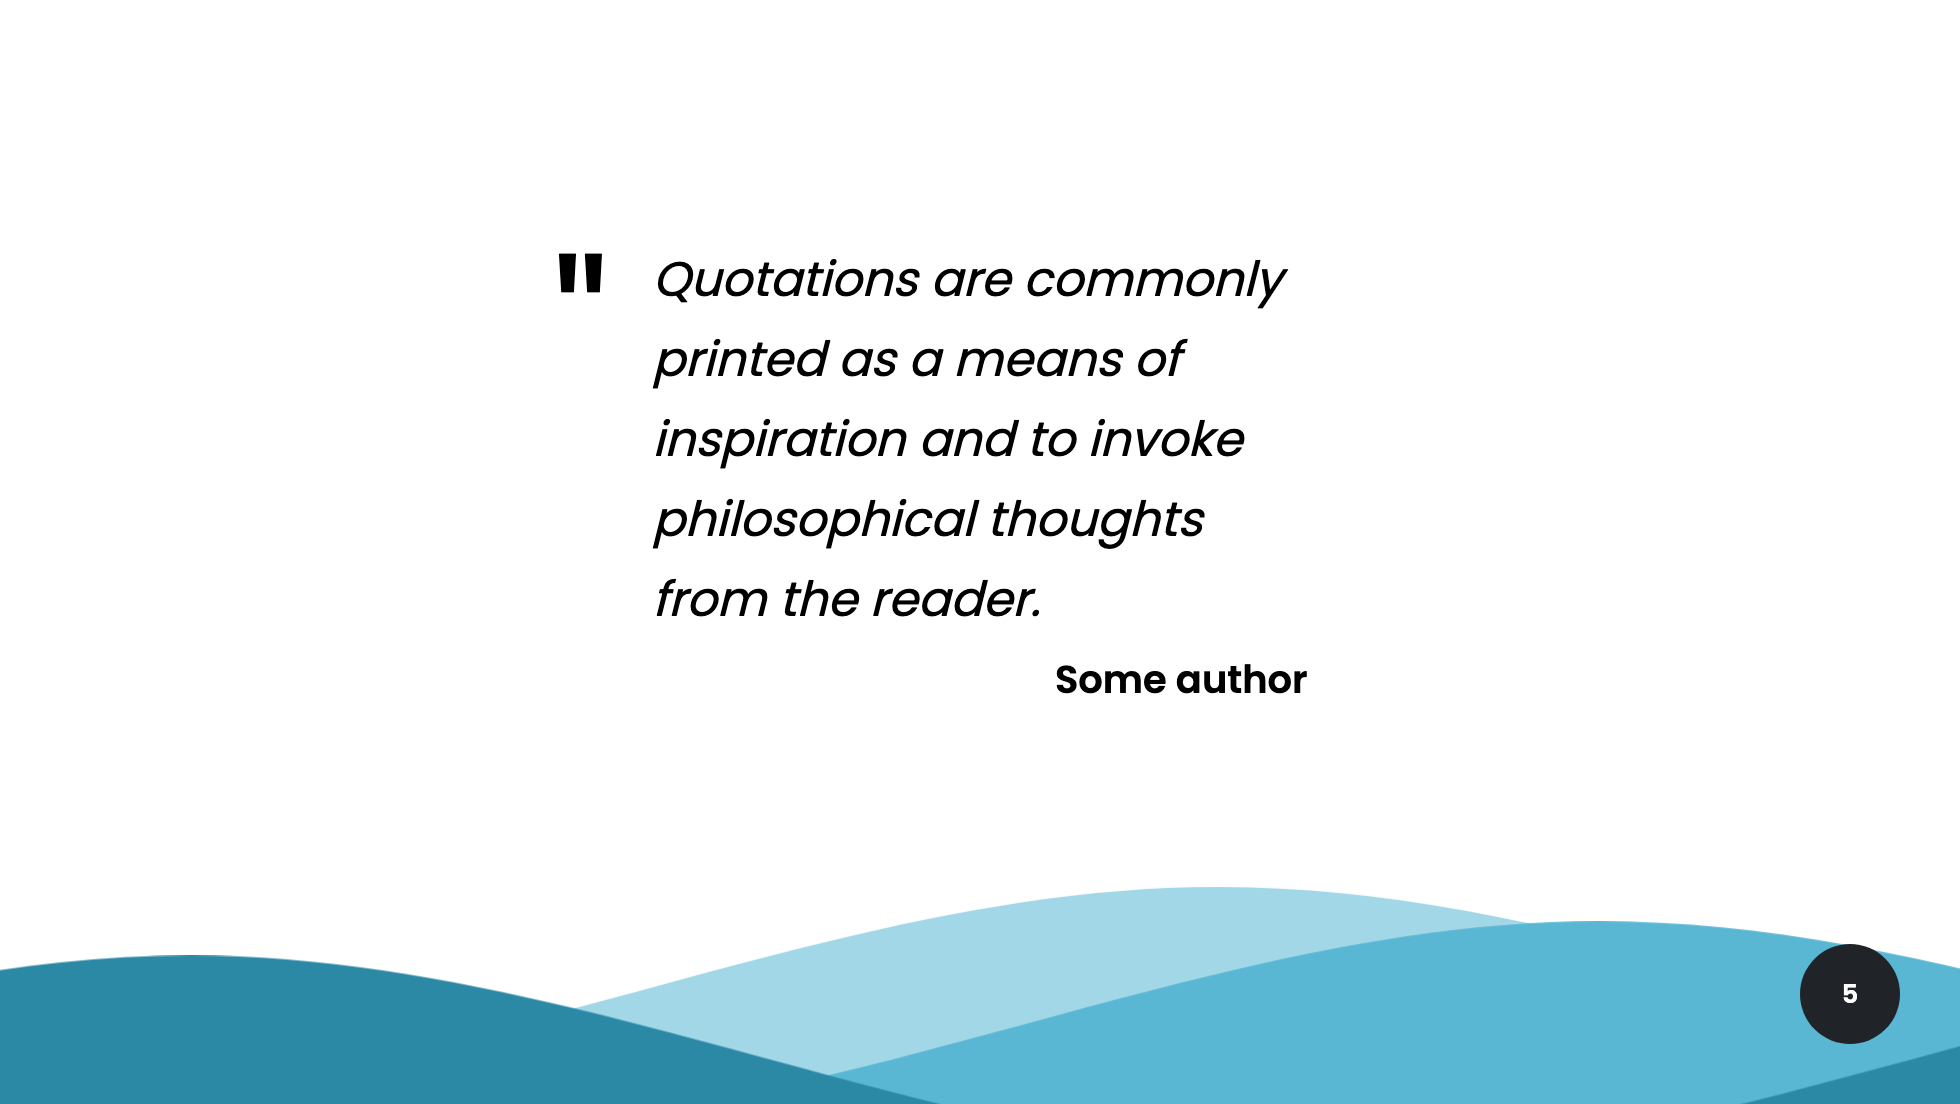 " Quotations are commonly
printed as a means of
inspiration and to invoke
philosophical thoughts
from the reader.
Some author
5